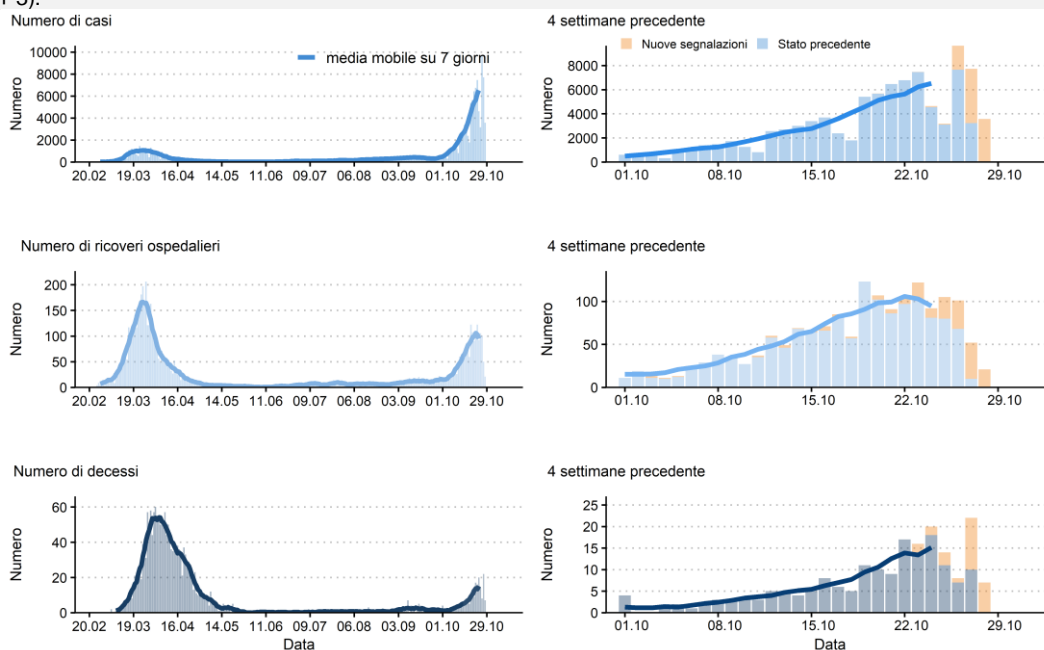 Numero di casi
10000
8000
6000
4000
2000
0
Numero
media mobile su 7 giorni
20.02 19.03 16.04 14.05 11.06 09.07 06.08 03.09 01.10 29.10
4 settimane precedente
Nuove segnalazioni Stato precedente
8000
6000
4000
2000
0
Numero
01.10 08.10 15.10 22.10 29.10
Numero di ricoveri ospedalieri
200
150
100
50
0
Numero
20.02 19.03 16.04 14.05 11.06 09.07 06.08 03.09 01.10 29.10
4 settimane precedente
100
50
0
Numero
01.10 08.10 15.10 22.10 29.10
Numero di decessi
60
40
20
0
Numero
20.02 19.03 16.04 14.05 11.06 09.07 06.08 03.09 01.10 29.10
Data
4 settimane precedente
25
20
15
10
5
0
Numero
01.10 08.10 15.10 22.10 29.10
Data